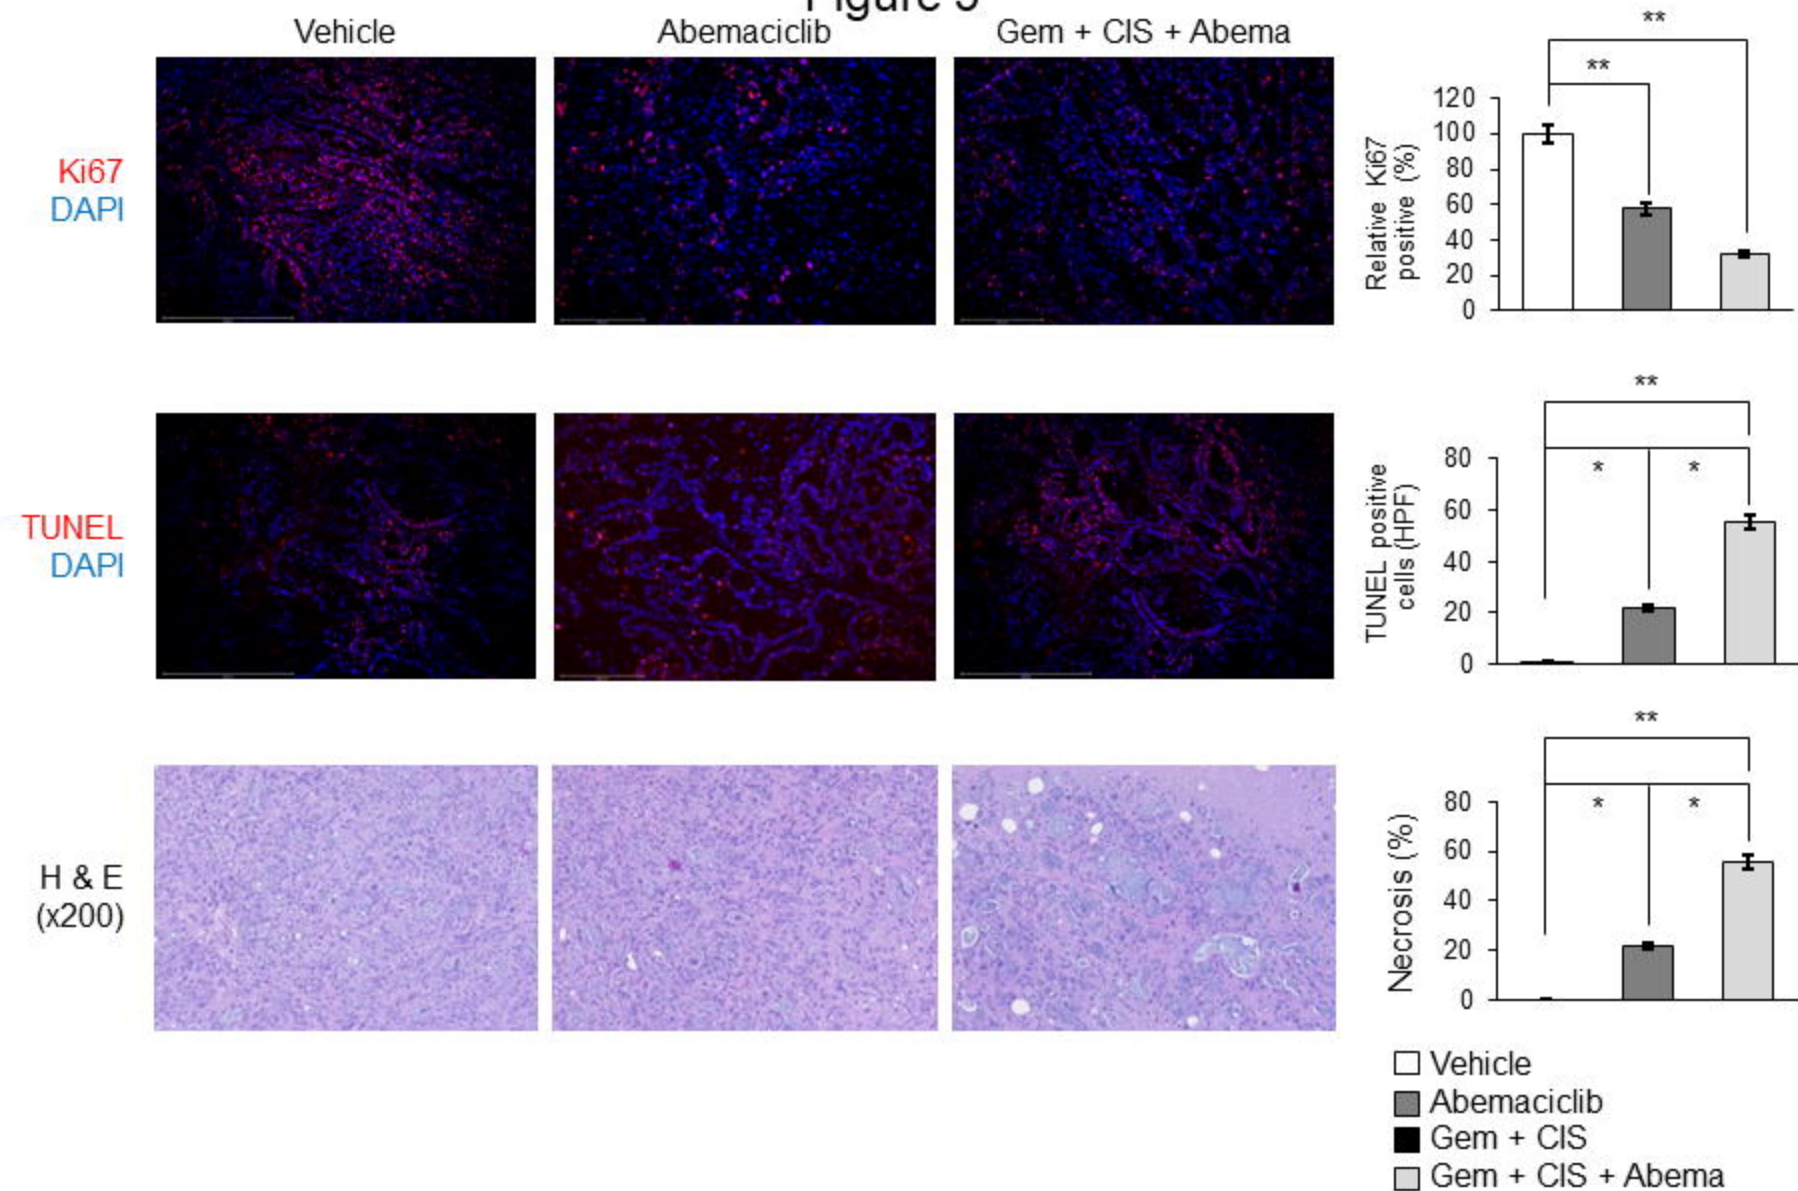 Vehicle
Abemaciclib
Gem + CIS + Abema
Ki67
DAPI
**
**
Relative Ki67
positive (%)
120
100
80
60
40
20
0
TUNEL
DAPI
**
*
*
TUNEL positive
cells (HPF)
80
60
40
20
0
H & E
(x200)
**
*
*
Necrosis (%)
80
60
40
20
0
Vehicle
Abemaciclib
Gem + CIS
Gem + CIS + Abema